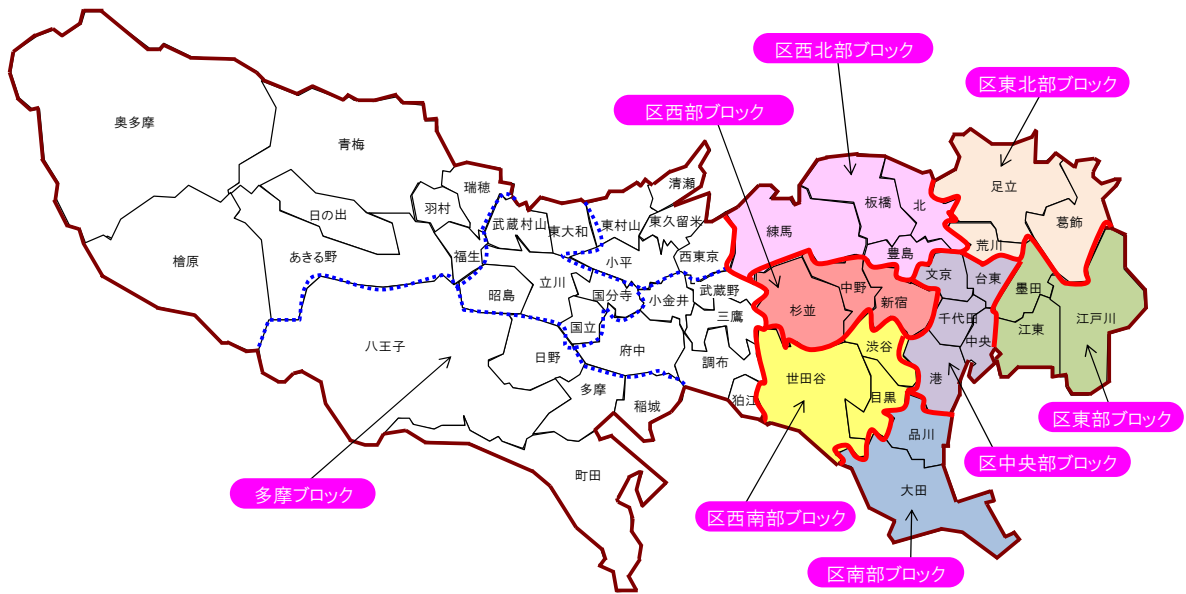 区西北部ブロック
区東北部ブロック
区西部ブロック
奥多摩
青梅
瑞穂
清瀬
羽村
日の出
武蔵村山
東大和
東村山
東久留米
練馬
板橋
北
足立
葛飾
荒川
檜原
あきる野
福生
小平
西東京
豊島
文京
台東
墨田
江戸川
昭島
立川
国分寺
小金井
武蔵野
三鷹
杉並
中野
新宿
千代田
中央
江東
国立
八王子
日野
府中
調布
渋谷
世田谷
目黒
港
多摩
稲城
狛江
品川
区東部ブロック
区中央部ブロック
町田
大田
多摩ブロック
区西南部ブロック
区南部ブロック